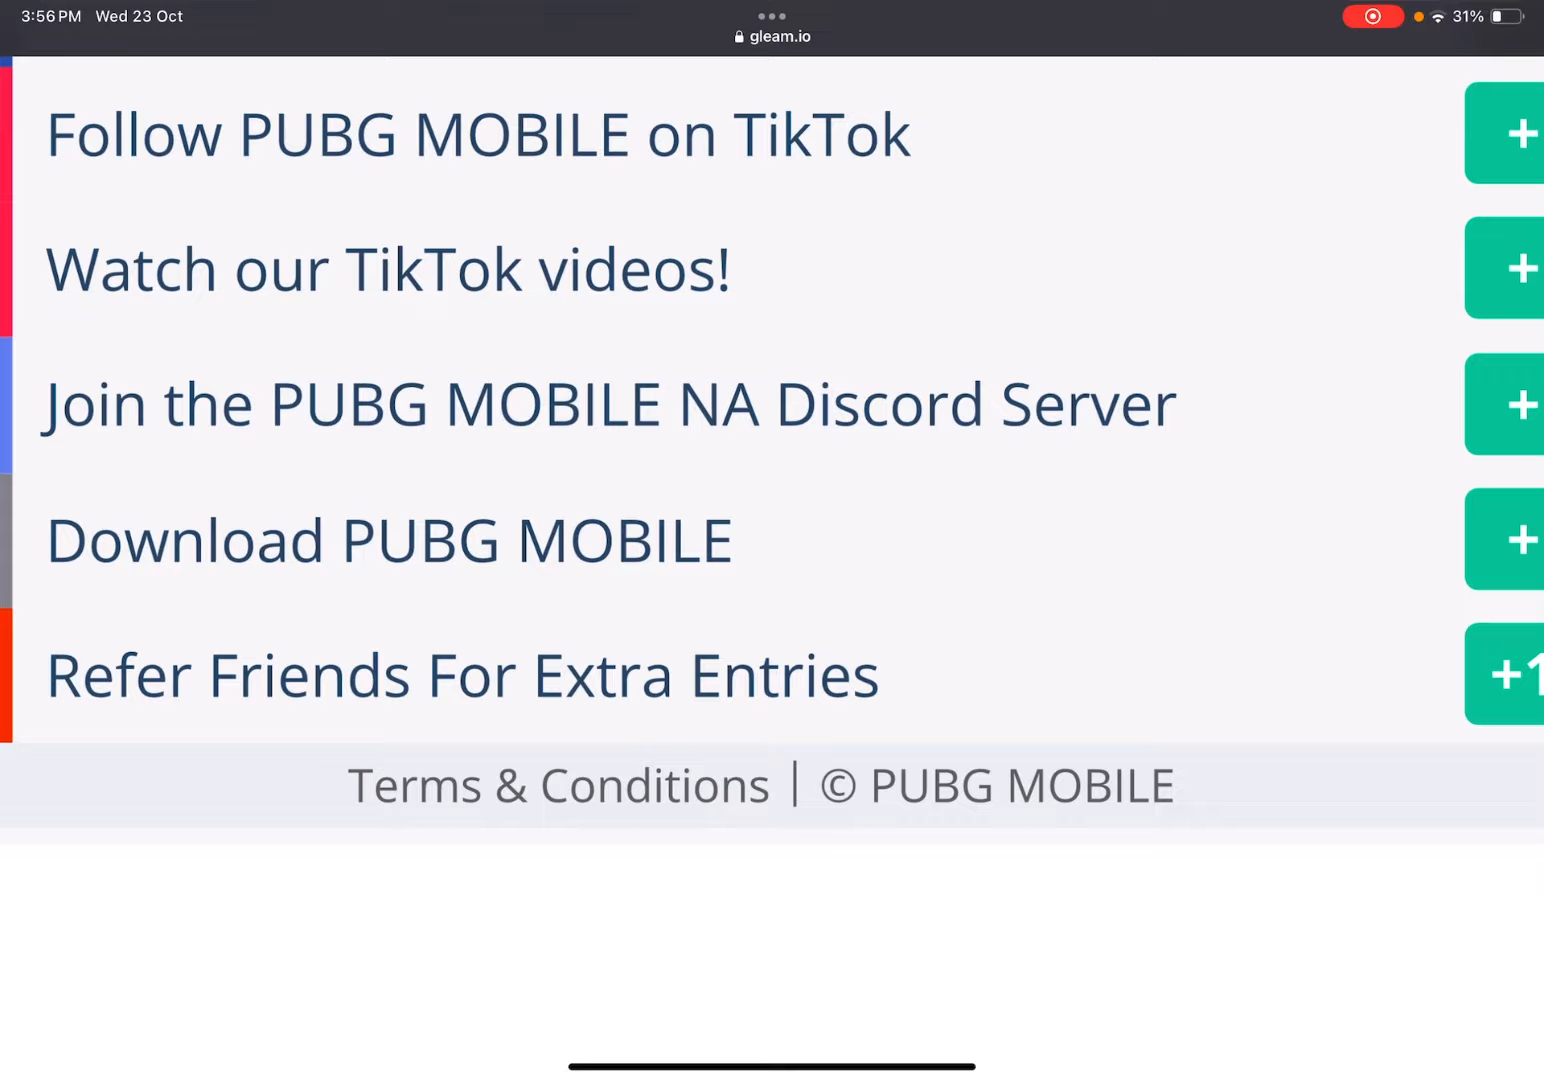 3:56 PM Wed 23 Oct
31%
gleam.io
Follow PUBG MOBILE on TikTok
+
Watch our TikTok videos!
+
Join the PUBG MOBILE NA Discord Server
+
Download PUBG MOBILE
+
Refer Friends For Extra Entries
+1
Terms & Conditions | © PUBG MOBILE